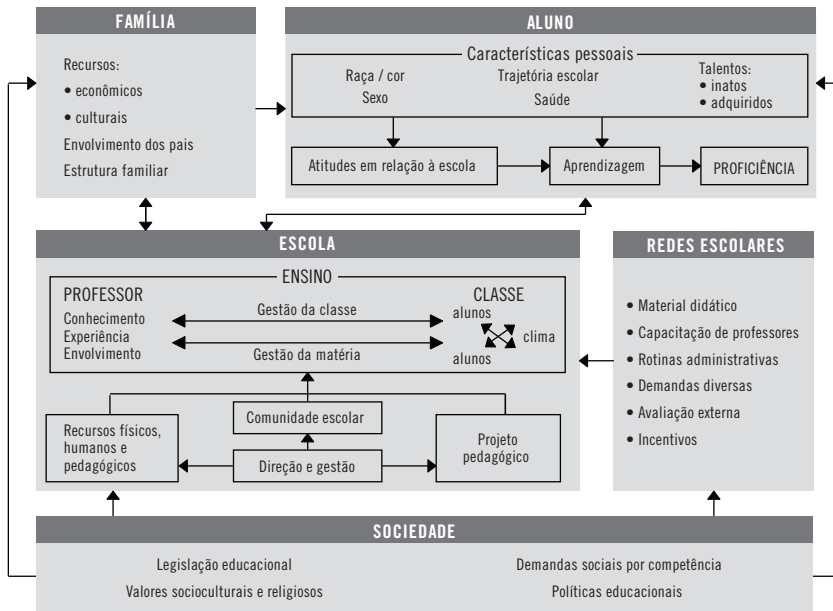 FAMÍLIA
Recursos:
• econômicos
• culturais
Envolvimento dos pais
Estrutura familiar
ALUNO
Características pessoais
Raça / cor
Sexo
Trajetória escolar
Saúde
Talentos:
• inatos
• adquiridos
Atitudes em relação à escola
Aprendizagem
PROFICIÊNCIA
ESCOLA
ENSINO
PROFESSOR
Conhecimento
Experiência
Envolvimento
Gestão da classe
Gestão da matéria
CLASSE
alunos
clima
alunos
Recursos físicos,
humanos e
pedagógicos
Comunidade escolar
Direção e gestão
Projeto
pedagógico
REDES ESCOLARES
• Material didático
• Capacitação de professores
• Rotinas administrativas
• Demandas diversas
• Avaliação externa
• Incentivos
SOCIEDADE
Legislação educacional
Valores socioculturais e religiosos
Demandas sociais por competência
Políticas educacionais